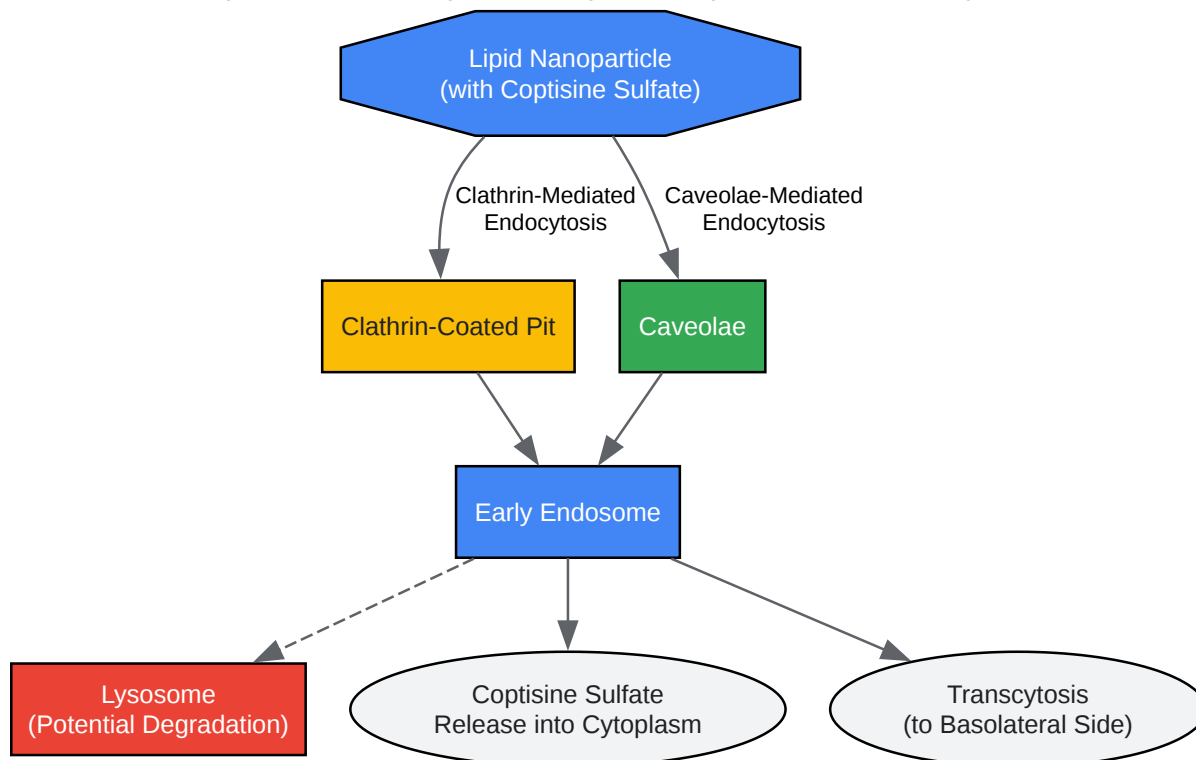 Lipid Nanoparticle
(with Coptisine Sulfate)
Clathrin-Mediated
Endocytosis
Caveolae-Mediated
Endocytosis
Clathrin-Coated Pit
Caveolae
Early Endosome
Lysosome
(Potential Degradation)
Coptisine Sulfate
Release into Cytoplasm
Transcytosis
(to Basolateral Side)